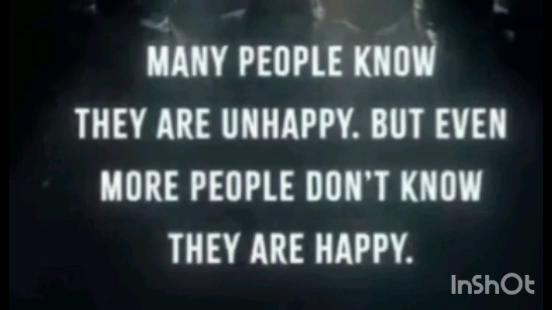 MANY PEOPLE KNOW
THEY ARE UNHAPPY. BUT EVEN
MORE PEOPLE DON'T KNOW
THEY ARE HAPPY.
InShOt